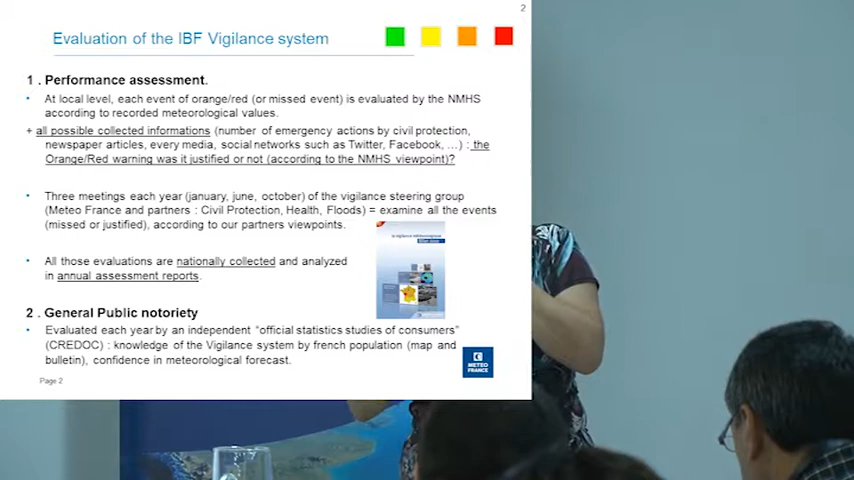 2
Evaluation of the IBF Vigilance system
1 . Performance assessment.
• At local level, each event of orange/red (or missed event) is evaluated by the NMHS
according to recorded meteorological values.
+ all possible collected informations (number of emergency actions by civil protection,
newspaper articles, every media, social networks such as Twitter, Facebook, …) : the
Orange/Red warning was it justified or not (according to the NMHS viewpoint)?
• Three meetings each year (january, june, october) of the vigilance steering group
(Meteo France and partners : Civil Protection, Health, Floods) = examine all the events
(missed or justified), according to our partners viewpoints.
• All those evaluations are nationally collected and analyzed
in annual assessment reports.
2 . General Public notoriety
• Evaluated each year by an independent “official statistics studies of consumers”
(CREDOC) : knowledge of the Vigilance system by french population (map and
bulletin), confidence in meteorological forecast.
METEO
FRANCE
Page 2